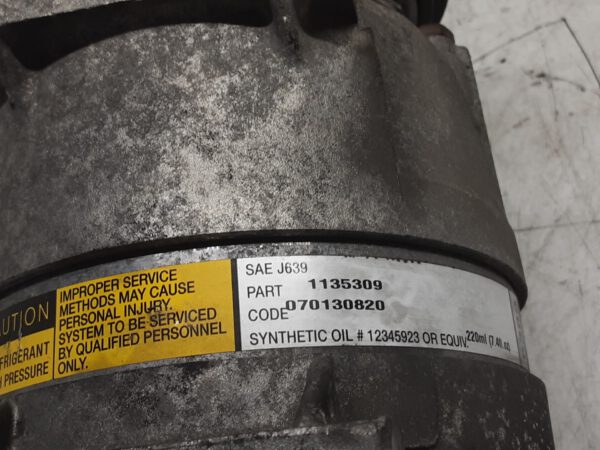 UTION
FRIGERANT
H PRESSURE
IMPROPER SERVICE
METHODS MAY CAUSE
PERSONAL INJURY.
SYSTEM TO BE SERVICED
BY QUALIFIED PERSONNEL
ONLY.
SAE J639
PART 1135309
CODE 070130820
SYNTHETIC OIL # 12345923 OR EQUIV. 220ml (7.40 oz)